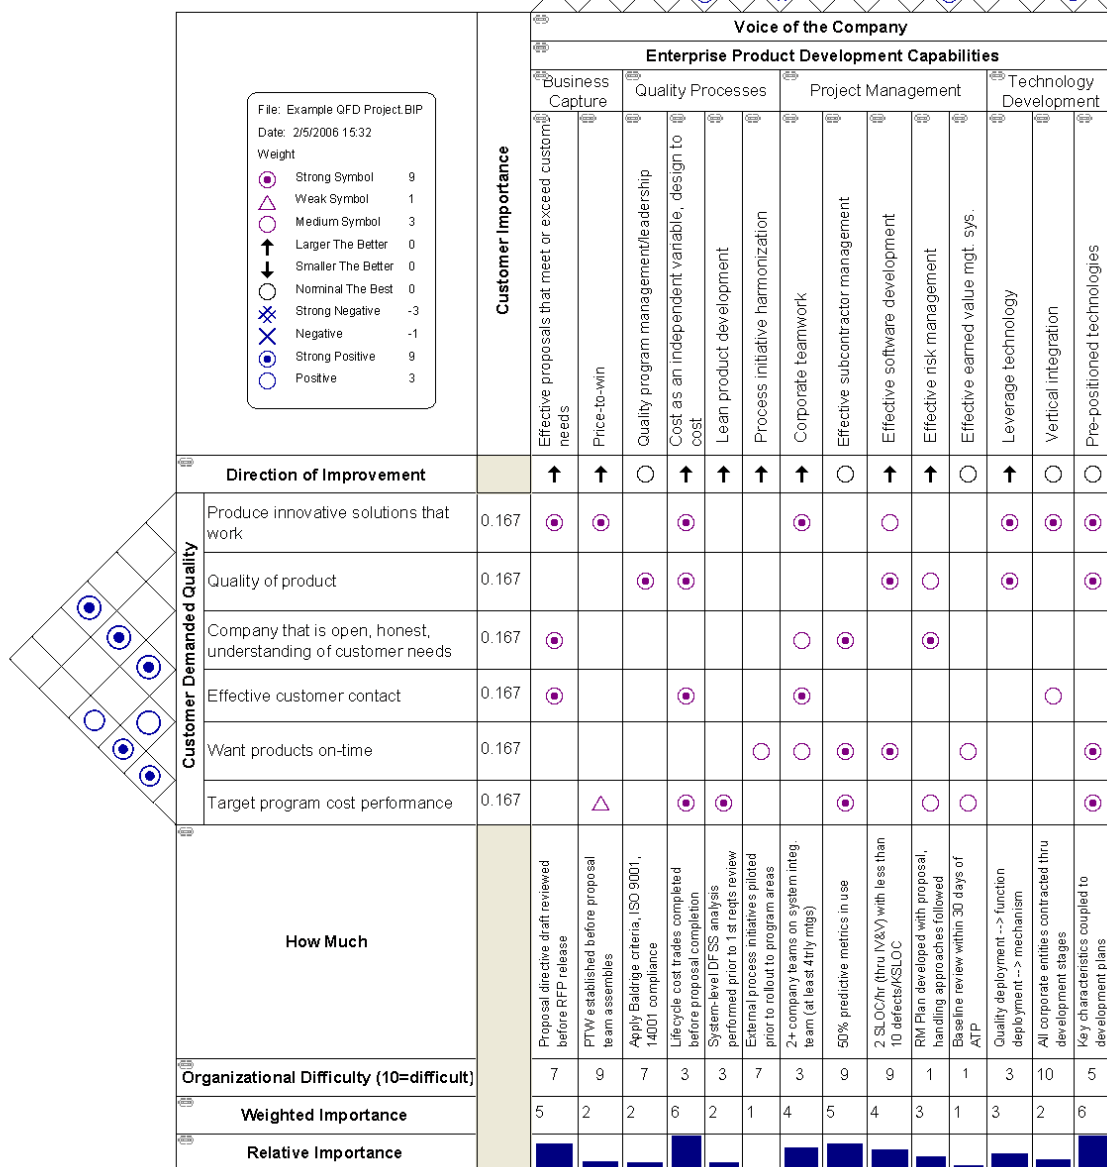 Voice of the Company
Enterprise Product Development Capabilities
Business
Capture
Quality Processes
Project Management
Technology
Development
File: Example QFD Project.BIP
Date: 2/5/2006 15:32
Weight
Strong Symbol 9
Weak Symbol 1
Medium Symbol 3
Larger The Better 0
Smaller The Better 0
Nominal The Best 0
Strong Negative -3
Negative -1
Strong Positive 9
Positive 3
Customer Importance
Effective proposals that meet or exceed customer
needs
Price-to-win
Quality program management/leadership
Cost as an independent variable, design to
cost
Lean product development
Process initiative harmonization
Corporate teamwork
Effective subcontractor management
Effective software development
Effective risk management
Effective earned value mgt. sys.
Leverage technology
Vertical integration
Pre-positioned technologies
Direction of Improvement
Customer Demanded Quality
Produce innovative solutions that
work
0.167
Quality of product
0.167
Company that is open, honest,
understanding of customer needs
0.167
Effective customer contact
0.167
Want products on-time
0.167
Target program cost performance
0.167
How Much
Proposal directive draft reviewed
before RFP release
PTW established before proposal
team assembles
Apply Baldrige criteria, ISO 9001,
14001 compliance
Lifecycle cost trades completed
before proposal completion
System-level DFSS analysis
performed prior to 1st reqts review
External process initiatives piloted
prior to rollout to program areas
2+ company teams on system integ.
team (at least 4trly mtgs)
50% predictive metrics in use
2 SLOC/hr (thru IV&V) with less than
10 defects/KSLOC
RM Plan developed with proposal,
handling approaches followed
Baseline review within 30 days of
ATP
Quality deployment --> function
deployment --> mechanism
All corporate entities contracted thru
development stages
Key characteristics coupled to
development plans
Organizational Difficulty (10=difficult) 7 9 7 3 3 7 3 9 9 1 1 3 10 5
Weighted Importance 5 2 2 6 2 1 4 5 4 3 1 3 2 6
Relative Importance